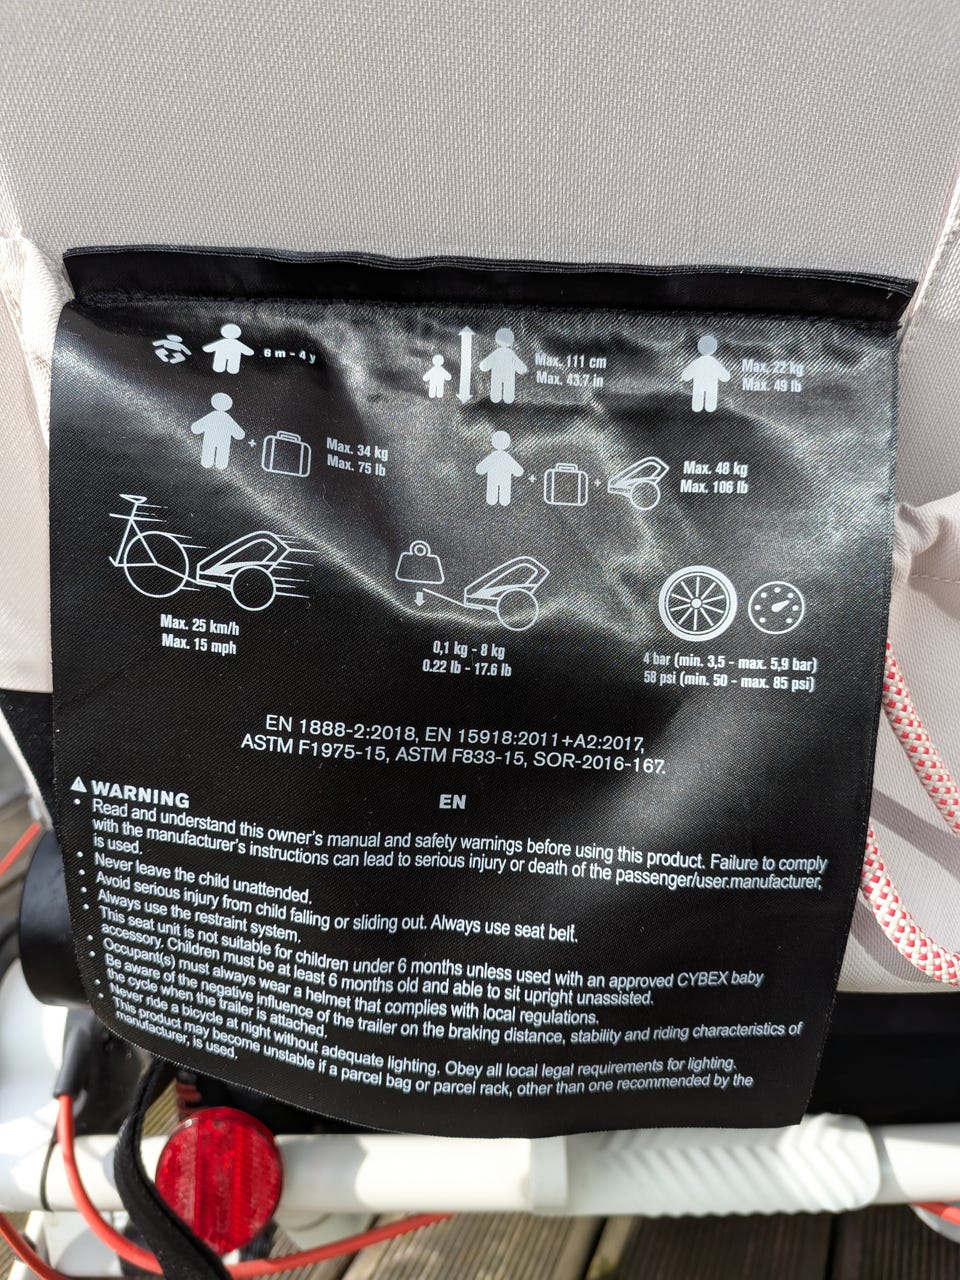 6 m - 4 y
Max. 111 cm
Max. 43.7 in
Max. 22 kg
Max. 49 lb
+
Max. 34 kg
Max. 75 lb
+ +
Max. 48 kg
Max. 106 lb
Max. 25 km/h
Max. 15 mph
0,1 kg - 8 kg
0.22 lb - 17.6 lb
4 bar (min. 3,5 - max. 5,9 bar)
58 psi (min. 50 - max. 85 psi)
EN 1888-2:2018, EN 15918:2011+A2:2017,
ASTM F1975-15, ASTM F833-15, SOR-2016-167.
EN
WARNING
• Read and understand this owner's manual and safety warnings before using this product. Failure to comply
with the manufacturer's instructions can lead to serious injury or death of the passenger/user.manufacturer,
is used.
• Never leave the child unattended.
• Avoid serious injury from child falling or sliding out. Always use seat belt.
• Always use the restraint system.
• This seat unit is not suitable for children under 6 months unless used with an approved CYBEX baby
accessory. Children must be at least 6 months old and able to sit upright unassisted.
• Occupant(s) must always wear a helmet that complies with local regulations.
• Be aware of the negative influence of the trailer on the braking distance, stability and riding characteristics of
the cycle when the trailer is attached.
• Never ride a bicycle at night without adequate lighting. Obey all local legal requirements for lighting.
• This product may become unstable if a parcel bag or parcel rack, other than one recommended by the
manufacturer, is used.